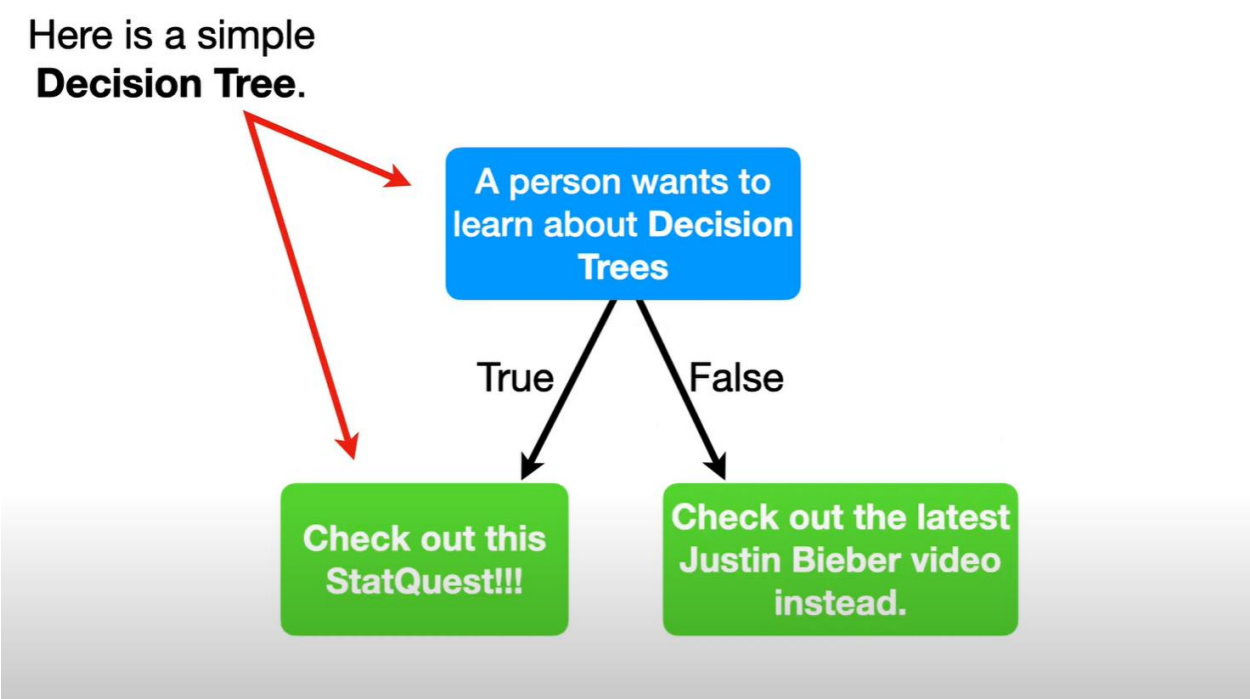 Here is a simple
Decision Tree.
A person wants to
learn about Decision
Trees
True
False
Check out this
StatQuest!!!
Check out the latest
Justin Bieber video
instead.